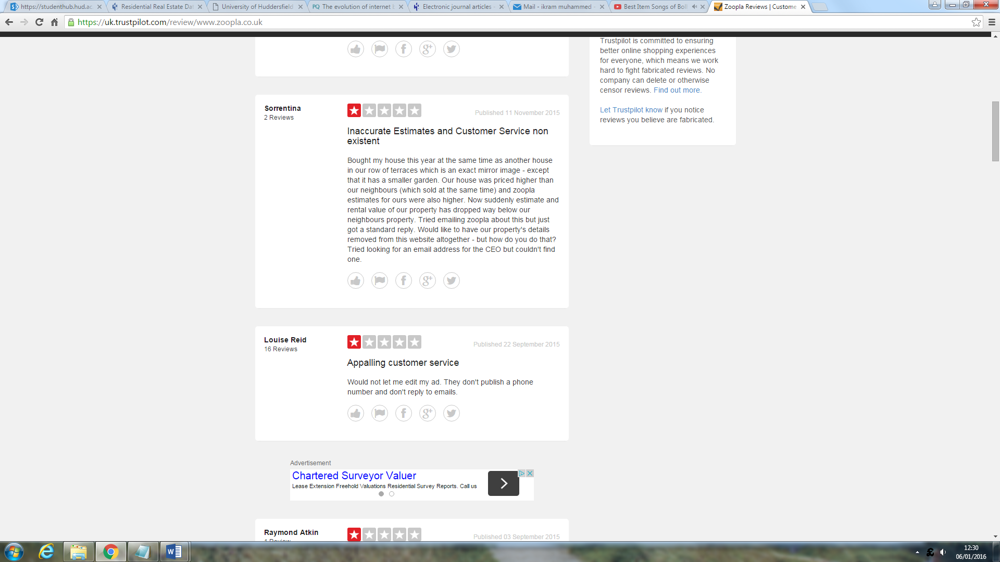 https://studenthub.hud.ac.
Residential Real Estate Dat
University of Huddersfield
PQ The evolution of internet b
Electronic journal articles -
Mail - ikram muhammed -
Best Item Songs of Boll
Zoopla Reviews | Custome
https://uk.trustpilot.com/review/www.zoopla.co.uk
Trustpilot is committed to ensuring
better online shopping experiences
for everyone, which means we work
hard to fight fabricated reviews. No
company can delete or otherwise
censor reviews. Find out more.
Let Trustpilot know if you notice
reviews you believe are fabricated.
Sorrentina
2 Reviews
Published 11 November 2015
Inaccurate Estimates and Customer Service non
existent
Bought my house this year at the same time as another house
in our row of terraces which is an exact mirror image - except
that it has a smaller garden. Our house was priced higher than
our neighbours (which sold at the same time) and zoopla
estimates for ours were also higher. Now suddenly estimate and
rental value of our property has dropped way below our
neighbours property. Tried emailing zoopla about this but just
got a standard reply. Would like to have our property's details
removed from this website altogether - but how do you do that?
Tried looking for an email address for the CEO but couldn't find
one.
Louise Reid
16 Reviews
Published 22 September 2015
Appalling customer service
Would not let me edit my ad. They don't publish a phone
number and don't reply to emails.
Advertisement
Chartered Surveyor Valuer
Lease Extension Freehold Valuations Residential Survey Reports. Call us
Raymond Atkin
1 Review
Published 03 September 2015
12:30
06/01/2016